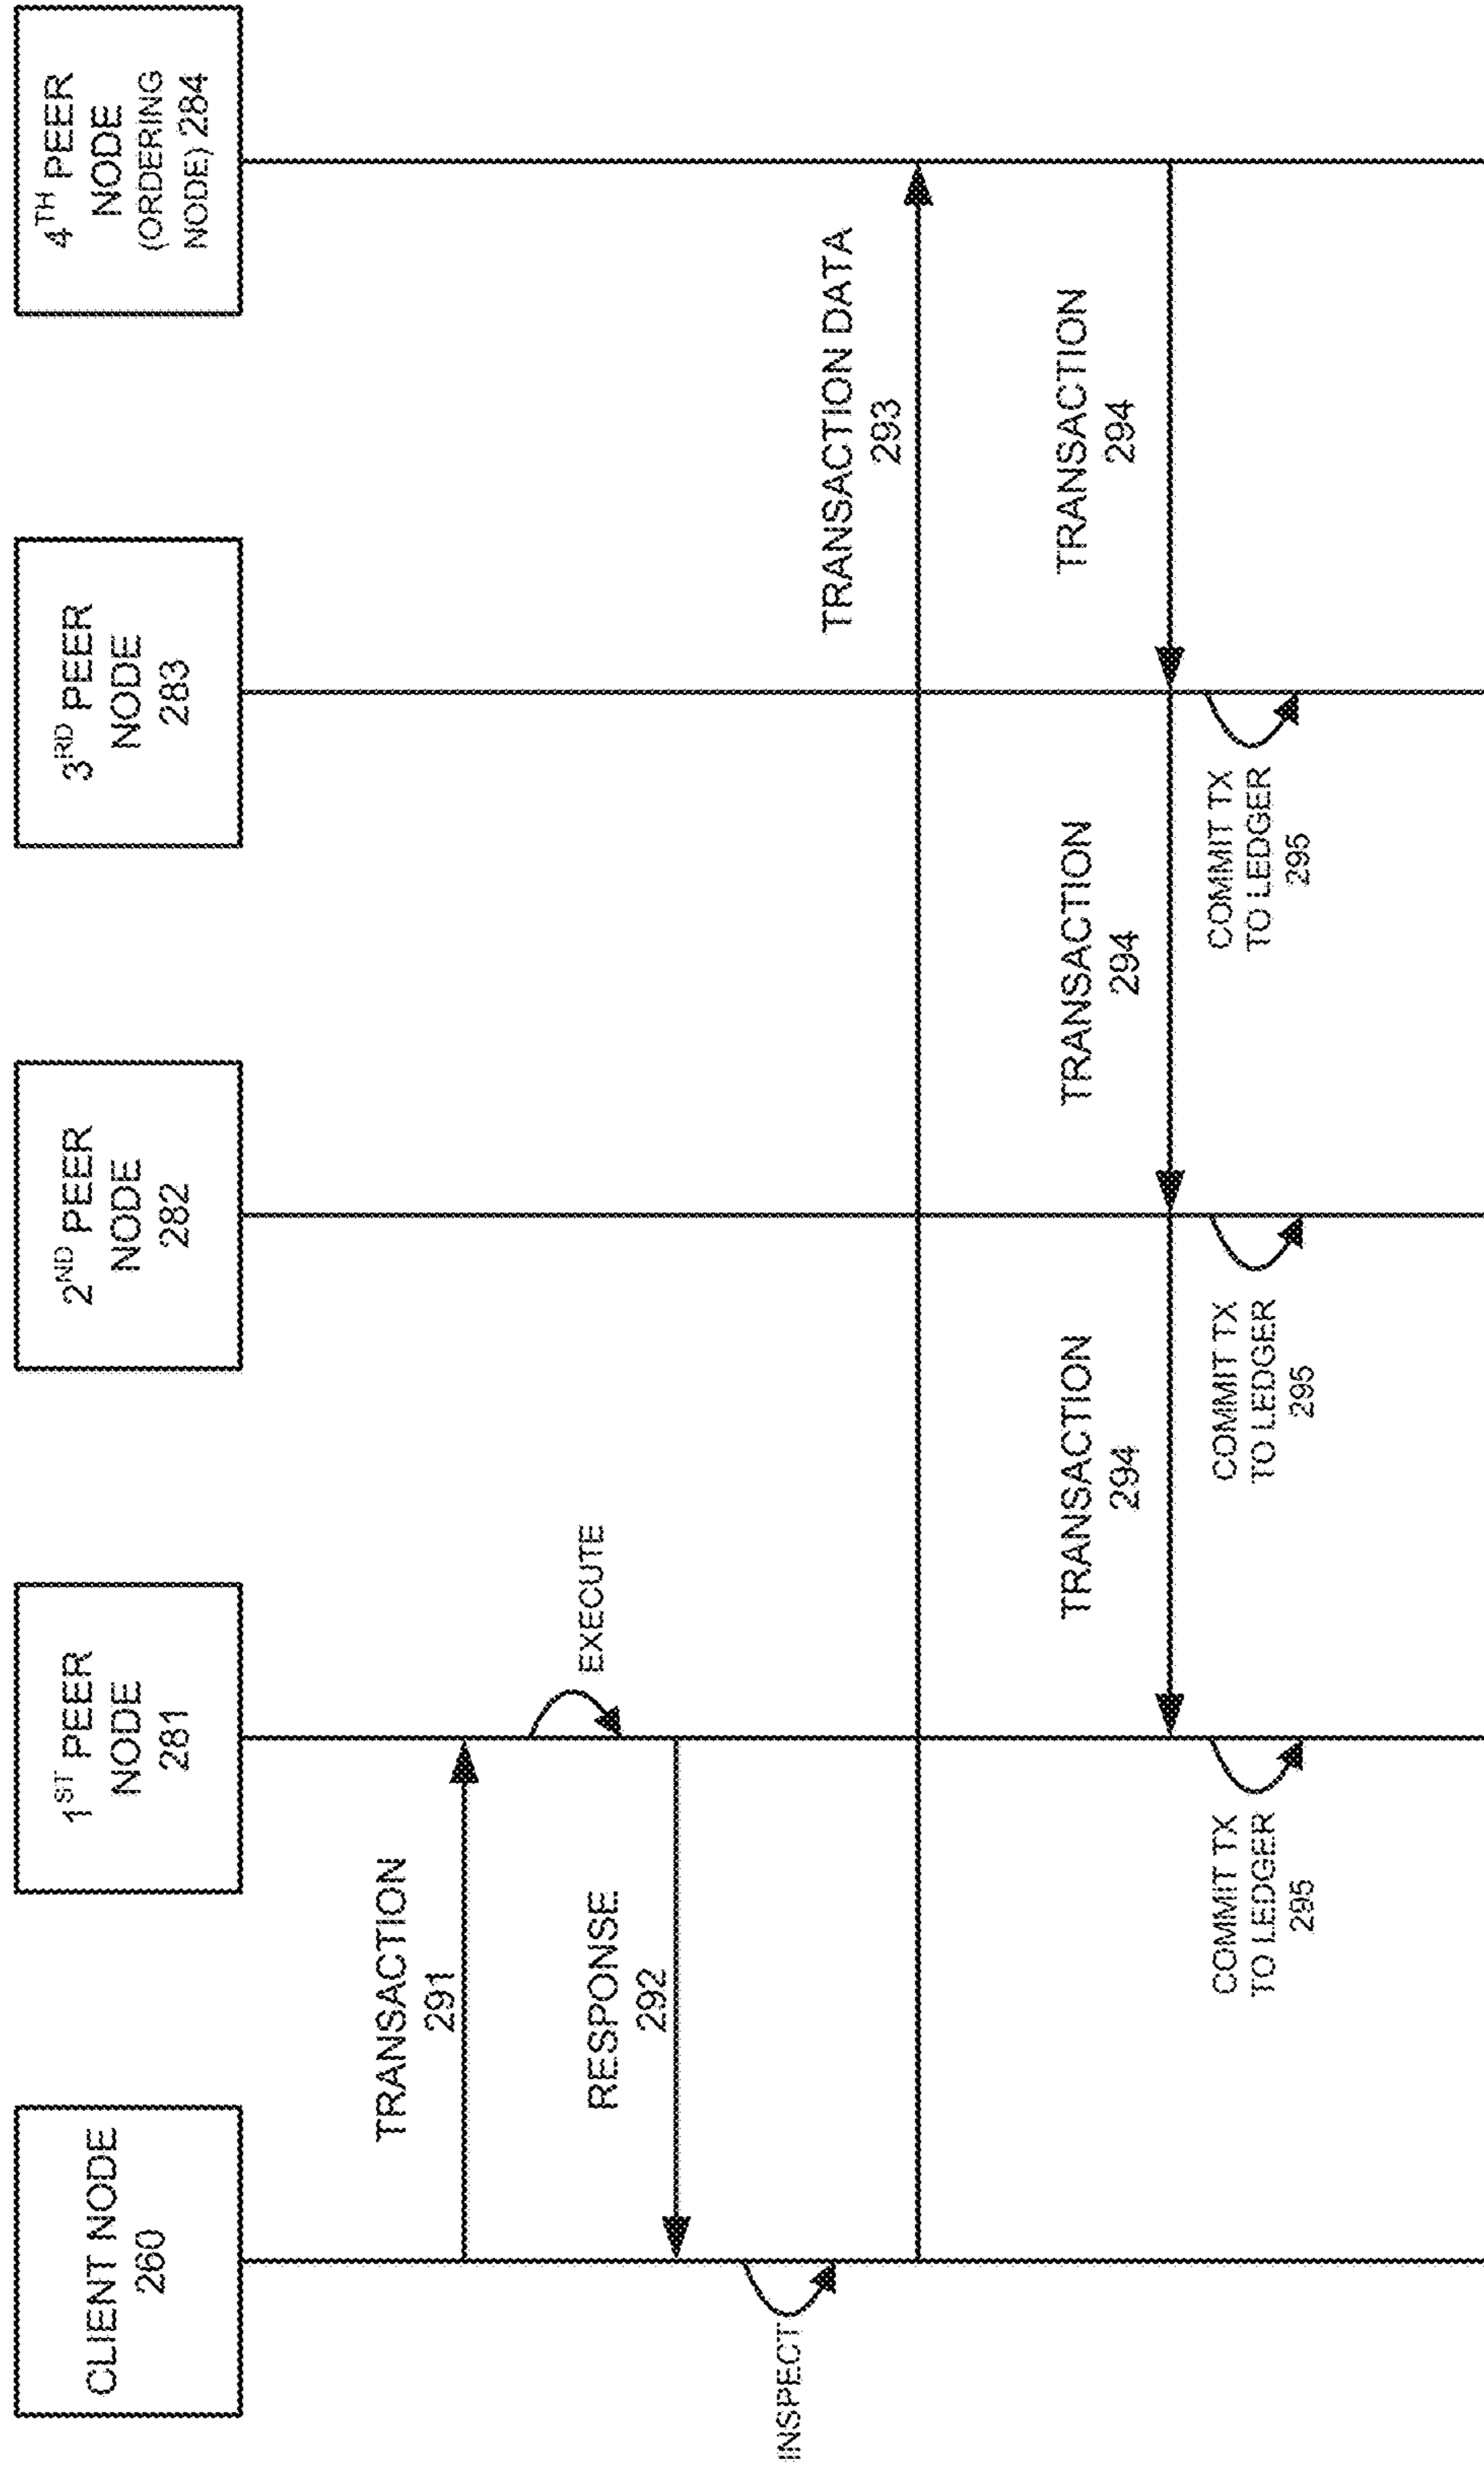 CLIENT NODE
260
1ST PEER
NODE
281
2ND PEER
NODE
282
3RD PEER
NODE
283
4TH PEER
NODE
(ORDERING
NODE) 284
TRANSACTION
291
EXECUTE
RESPONSE
292
INSPECT
TRANSACTION DATA
293
TRANSACTION
294
TRANSACTION
294
TRANSACTION
294
COMMIT TX
TO LEDGER
295
COMMIT TX
TO LEDGER
295
COMMIT TX
TO LEDGER
295